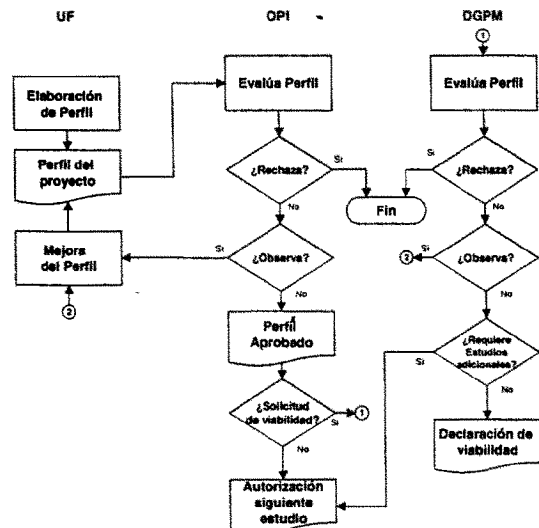 UF
OPI
DGPM
1
Elaboración
de Perfil
Evalúa Perfil
Evalúa Perfil
Perfil del
proyecto
¿Rechaza?
Si
Si
¿Rechaza?
Fin
No
No
Mejora
del Perfil
Si
¿Observa?
2
Si
¿Observa?
2
No
No
Perfil
Aprobado
¿Requiere
Estudios
adicionales?
Si
No
¿Solicitud
de viabilidad?
Si
1
Declaración de
viabilidad
No
Autorización
siguiente
estudio